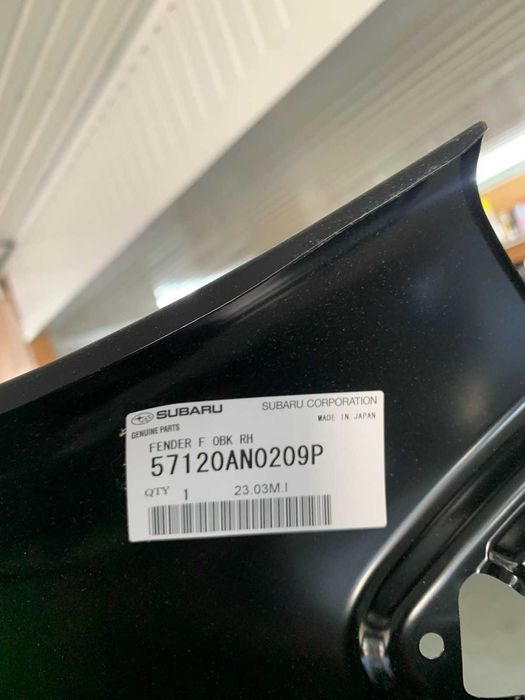 SUBARU
SUBARU CORPORATION
GENUINE PARTS
MADE IN JAPAN
FENDER F OBK RH
57120AN0209P
QTY 1 23.03M.I